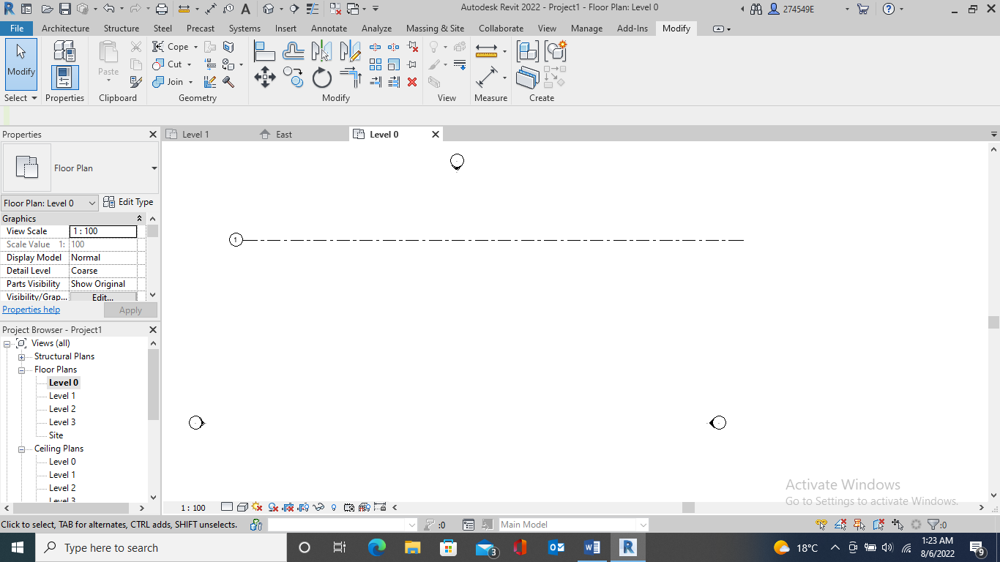 Autodesk Revit 2022 - Project1 - Floor Plan: Level 0
274549E
File Architecture Structure Steel Precast Systems Insert Annotate Analyze Massing & Site Collaborate View Manage Add-Ins Modify
Modify
Paste
Cope
Cut
Join
Select Properties Clipboard Geometry Modify View Measure Create
Properties
Level 1 East Level 0
Floor Plan
Floor Plan: Level 0
Edit Type
Graphics
View Scale 1 : 100
Scale Value 1: 100
Display Model Normal
Detail Level Coarse
Parts Visibility Show Original
Visibility/Grap... Edit...
Properties help
Apply
1
Project Browser - Project1
Views (all)
Structural Plans
Floor Plans
Level 0
Level 1
Level 2
Level 3
Site
Ceiling Plans
Level 0
Level 1
Level 2
Level 3
1 : 100
Activate Windows
Go to Settings to activate Windows.
Click to select, TAB for alternates, CTRL adds, SHIFT unselects.
:0
Main Model
:0
Type here to search
3
18°C
1:23 AM
8/6/2022
9